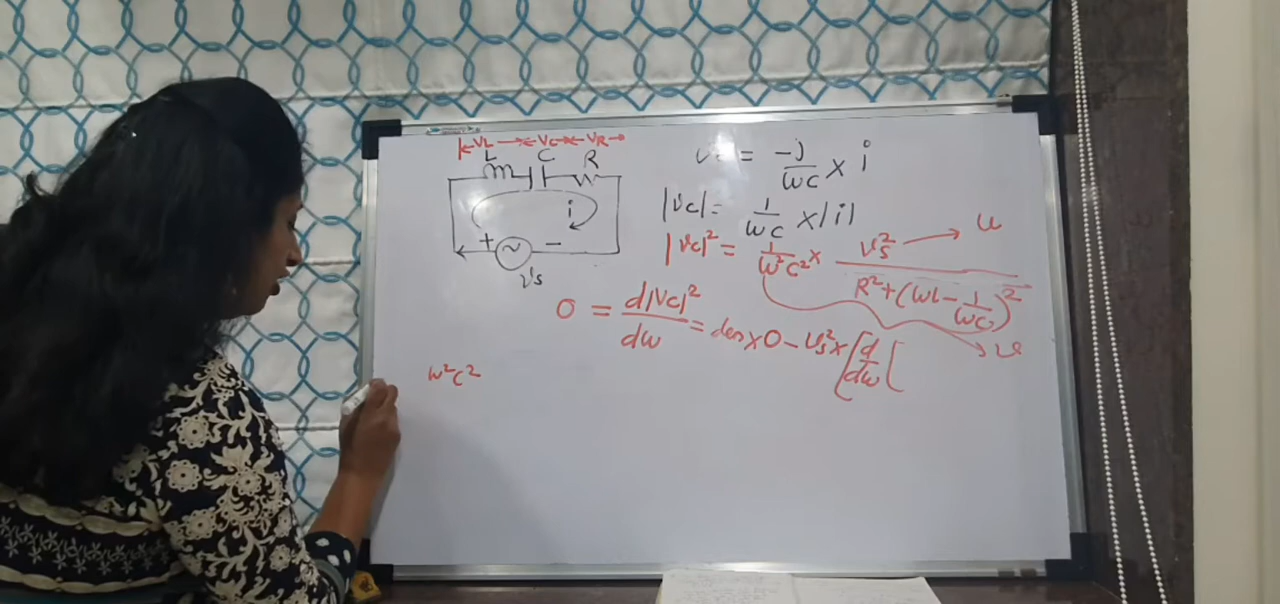 VL VC VR
L C R
i
+ −
Vs
= -j/ωC × i
|Vc| = 1/ωC × |i|
|Vc|² = 1/ω²C² × Vs² / R²+(ωL-1/ωC)² → u
0 = d|Vc|²/dω = den × 0 − Vs² × [d/dω (
→ v
ω²C²